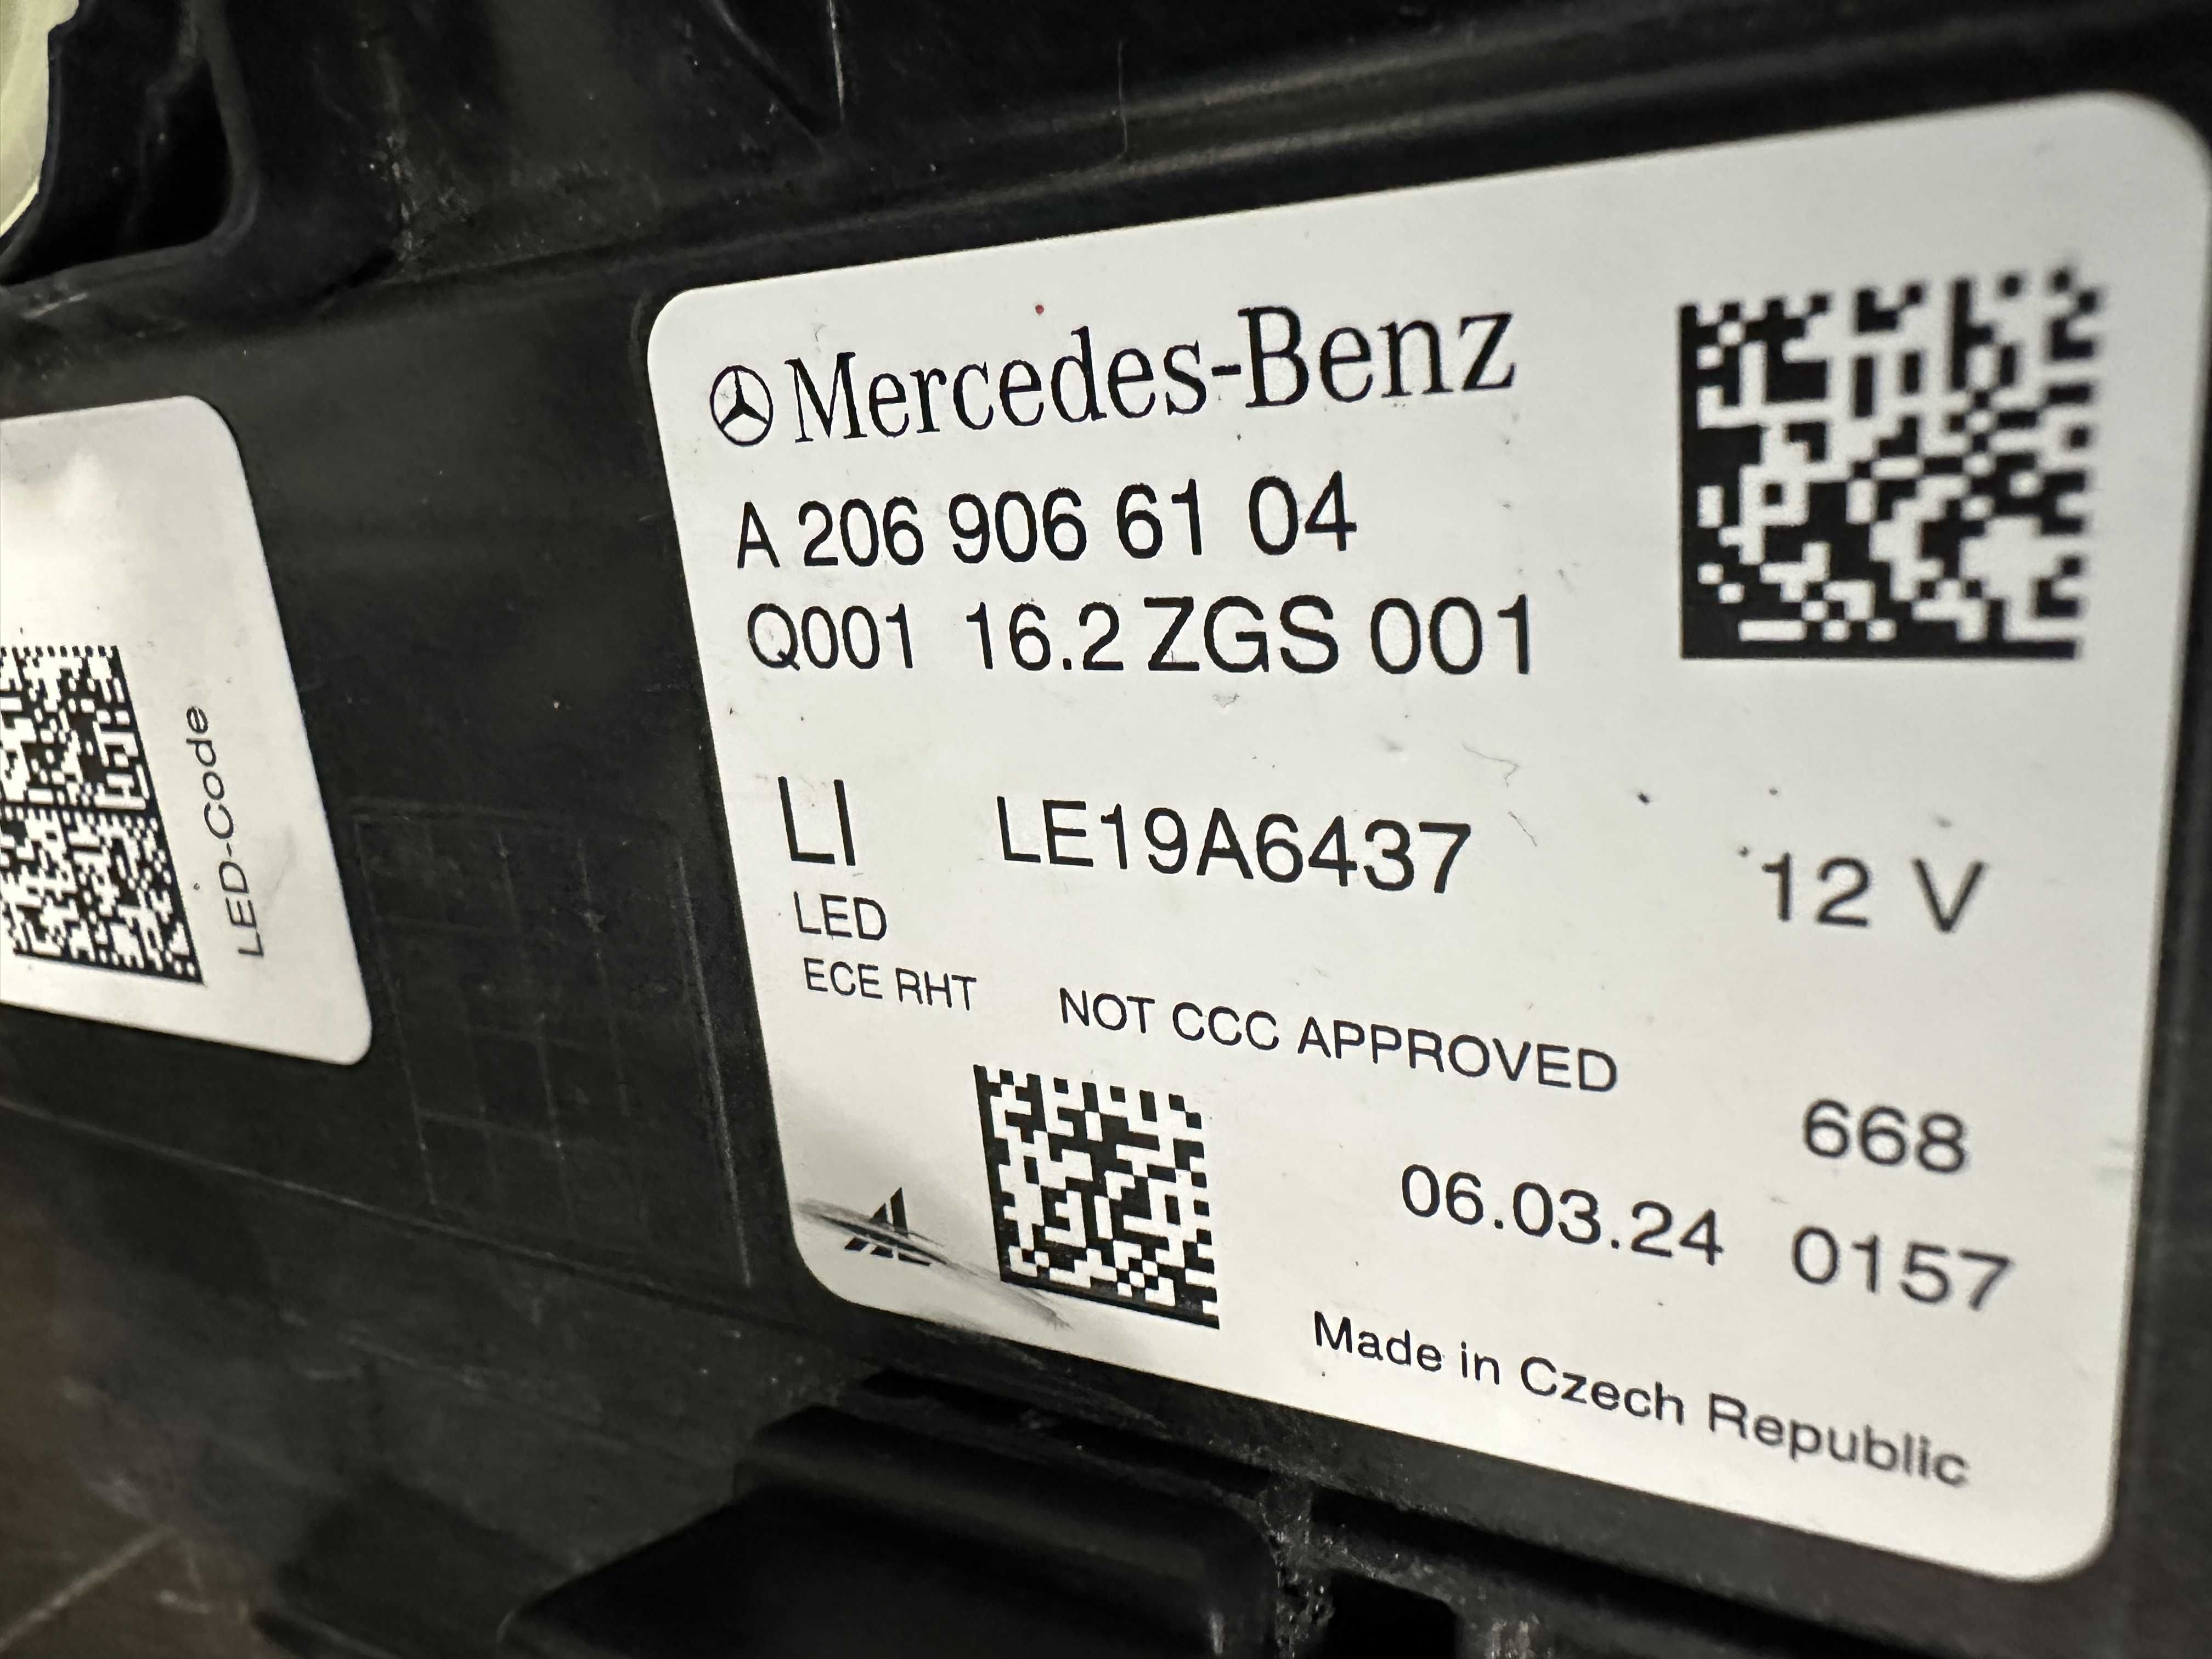 Mercedes-Benz
A 206 906 61 04
Q001 16.2 ZGS 001
LI LE19A6437 12 V
LED
ECE RHT NOT CCC APPROVED
668
06.03.24 0157
Made in Czech Republic
LED-Code